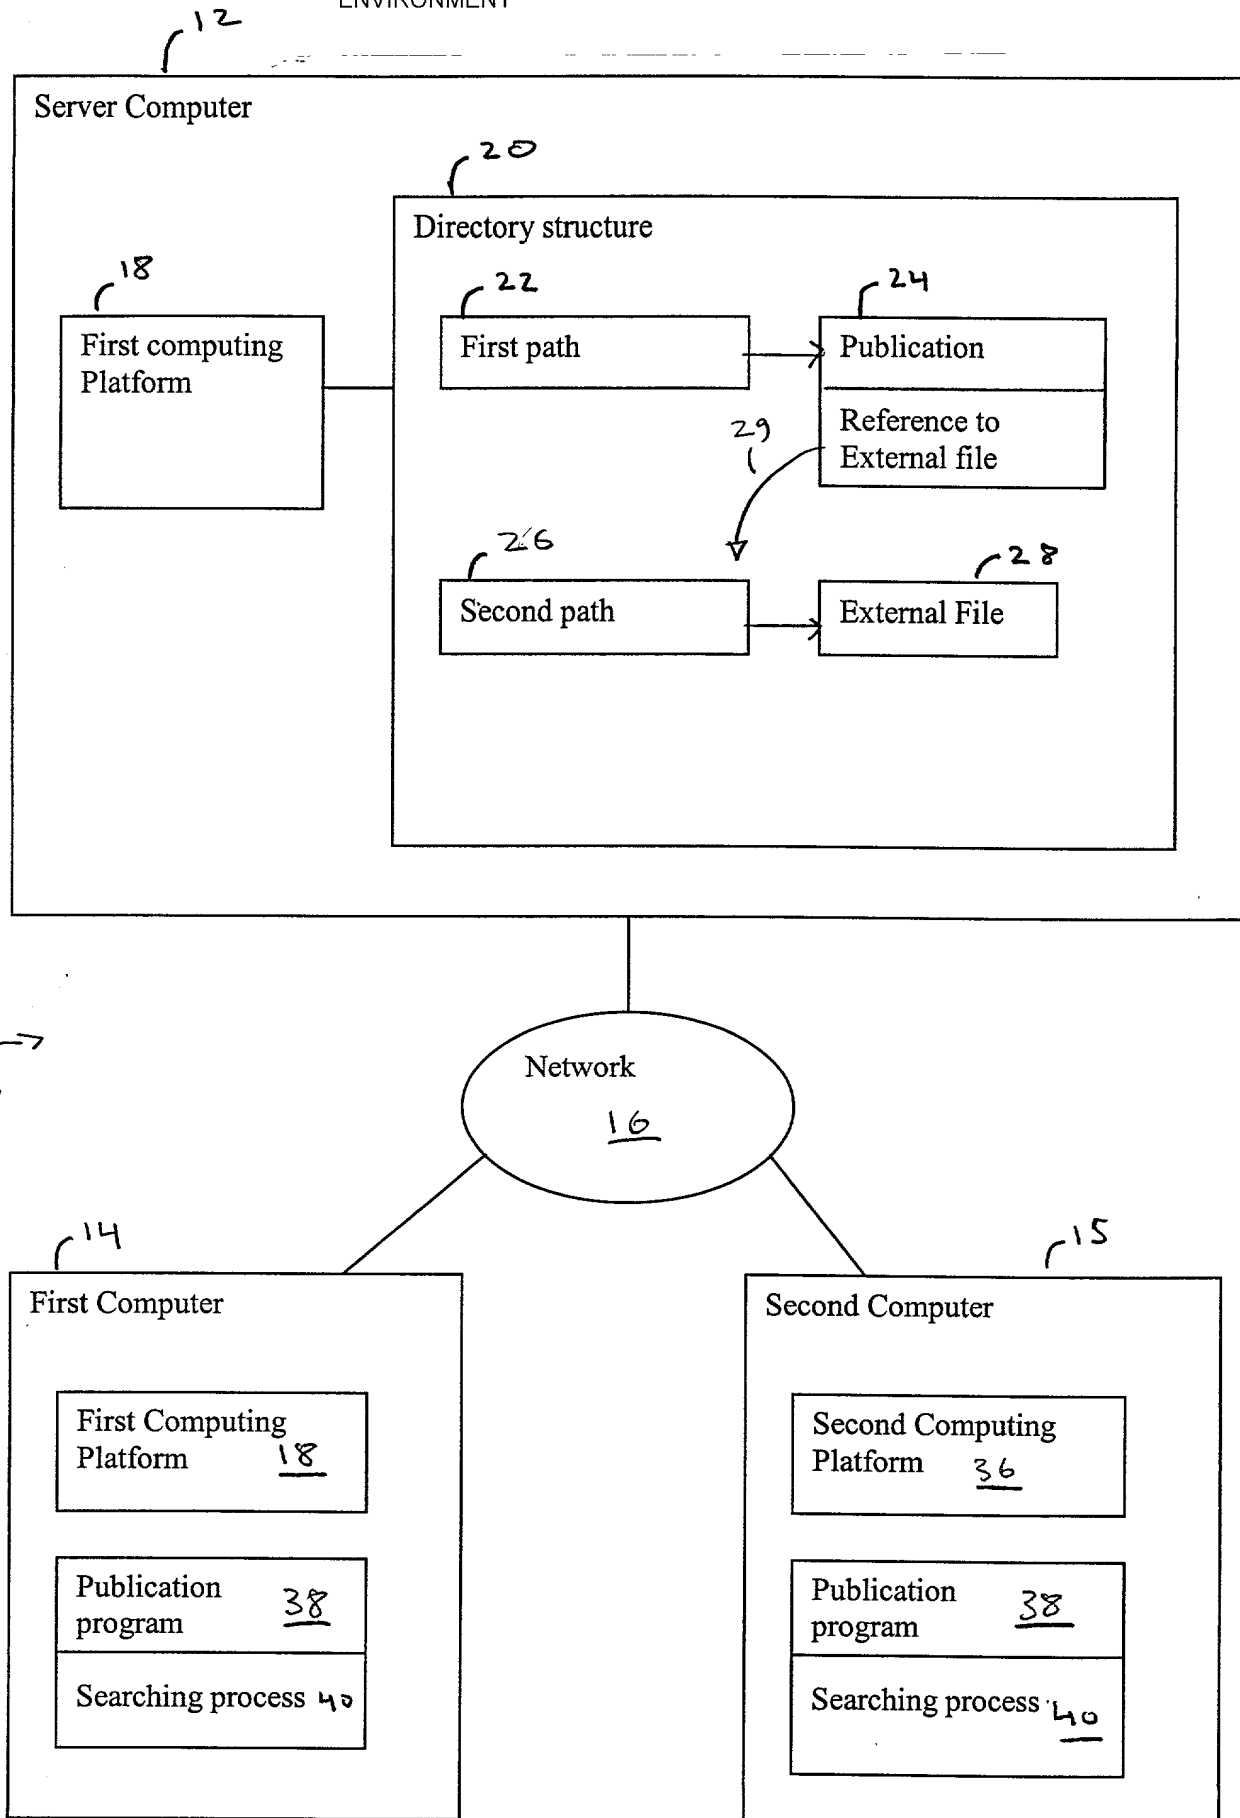 ENVIRONMENT
12
Server Computer
20
Directory structure
18
22
24
First computing
Platform
First path
Publication
Reference to
External file
29
26
28
Second path
External File
Network
16
14
15
First Computer
Second Computer
First Computing
Platform 18
Second Computing
Platform 36
Publication
program 38
Publication
program 38
Searching process 40
Searching process 40